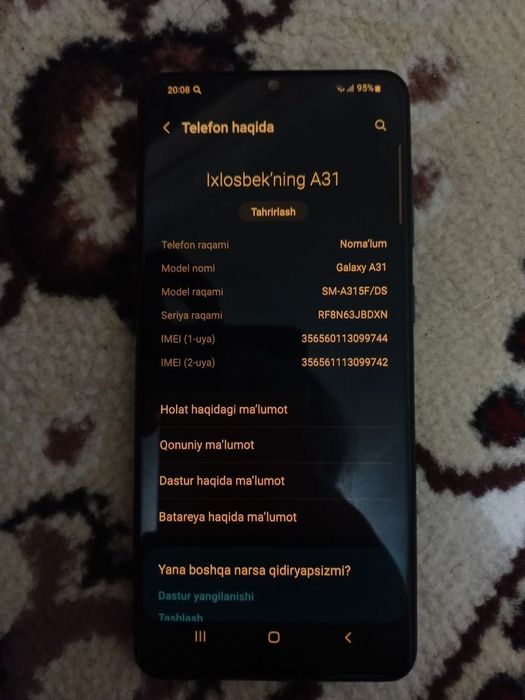 20:08 95%
Telefon haqida
Ixlosbek’ning A31
Tahrirlash
Telefon raqami Noma’lum
Model nomi Galaxy A31
Model raqami SM-A315F/DS
Seriya raqami RF8N63JBDXN
IMEI (1-uya) 356560113099744
IMEI (2-uya) 356561113099742
Holat haqidagi ma’lumot
Qonuniy ma’lumot
Dastur haqida ma’lumot
Batareya haqida ma’lumot
Yana boshqa narsa qidiryapsizmi?
Dastur yangilanishi
Tashlash